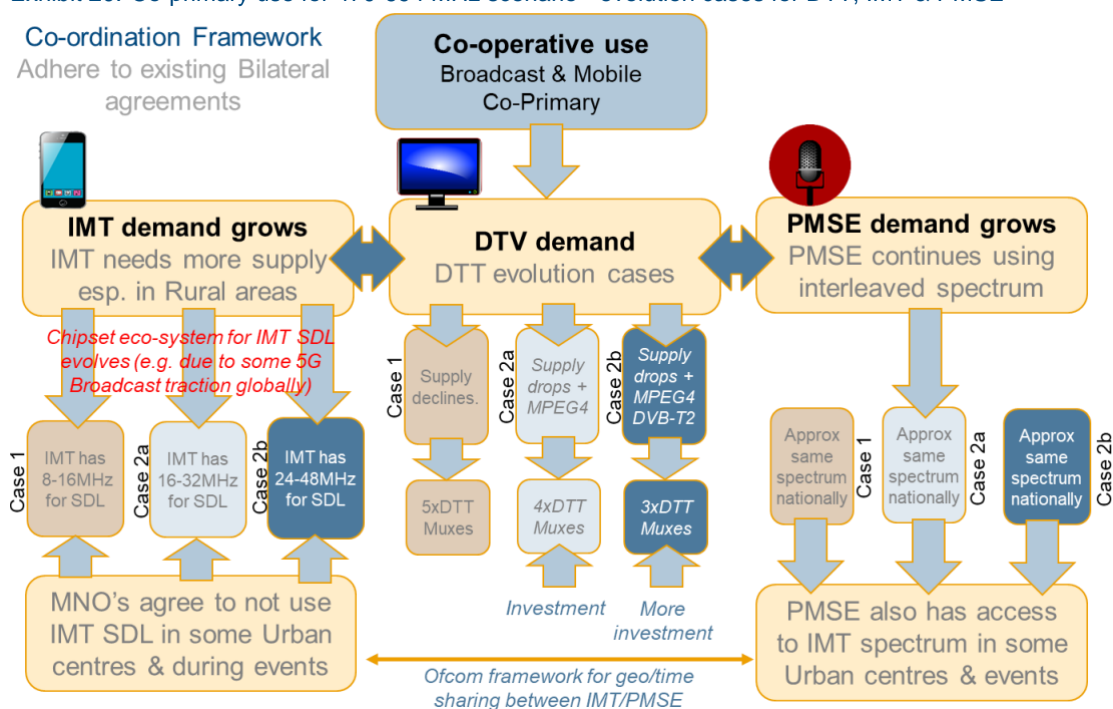 Co-ordination Framework
Adhere to existing Bilateral
agreements
Co-operative use
Broadcast & Mobile
Co-Primary
IMT demand grows
IMT needs more supply
esp. in Rural areas
DTV demand
DTT evolution cases
PMSE demand grows
PMSE continues using
interleaved spectrum
Chipset eco-system for IMT SDL
evolves (e.g. due to some 5G
Broadcast traction globally)
Case 1
Supply
declines.
Case 2a
Supply
drops +
MPEG4
Case 2b
Supply
drops +
MPEG4
DVB-T2
Case 1
IMT has
8-16MHz
for SDL
Case 2a
IMT has
16-32MHz
for SDL
Case 2b
IMT has
24-48MHz
for SDL
5xDTT
Muxes
4xDTT
Muxes
3xDTT
Muxes
Approx
same
spectrum
nationally
Case 1
Approx
same
spectrum
nationally
Case 2a
Approx
same
spectrum
nationally
Case 2b
MNO's agree to not use
IMT SDL in some Urban
centres & during events
Investment
More
investment
PMSE also has access
to IMT spectrum in some
Urban centres & events
Ofcom framework for geo/time
sharing between IMT/PMSE